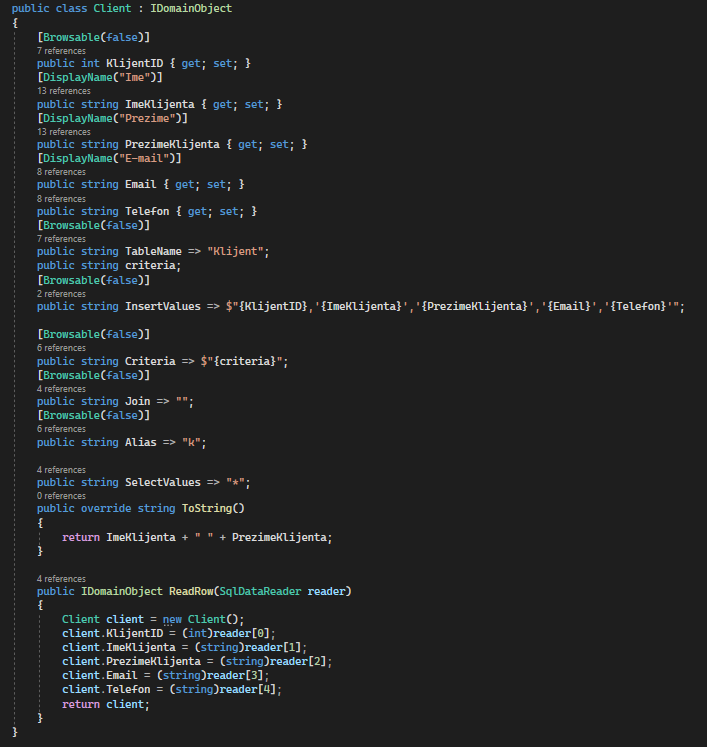 public class Client : IDomainObject
{
[Browsable(false)]
7 references
public int KlijentID { get; set; }
[DisplayName("Ime")]
13 references
public string ImeKlijenta { get; set; }
[DisplayName("Prezime")]
13 references
public string PrezimeKlijenta { get; set; }
[DisplayName("E-mail")]
8 references
public string Email { get; set; }
8 references
public string Telefon { get; set; }
[Browsable(false)]
7 references
public string TableName => "Klijent";
public string criteria;
[Browsable(false)]
2 references
public string InsertValues => $"{KlijentID},'{ImeKlijenta}','{PrezimeKlijenta}','{Email}','{Telefon}'";
[Browsable(false)]
6 references
public string Criteria => $"{criteria}";
[Browsable(false)]
4 references
public string Join => "";
[Browsable(false)]
6 references
public string Alias => "k";
4 references
public string SelectValues => "*";
0 references
public override string ToString()
{
return ImeKlijenta + " " + PrezimeKlijenta;
}
4 references
public IDomainObject ReadRow(SqlDataReader reader)
{
Client client = new Client();
client.KlijentID = (int)reader[0];
client.ImeKlijenta = (string)reader[1];
client.PrezimeKlijenta = (string)reader[2];
client.Email = (string)reader[3];
client.Telefon = (string)reader[4];
return client;
}
}